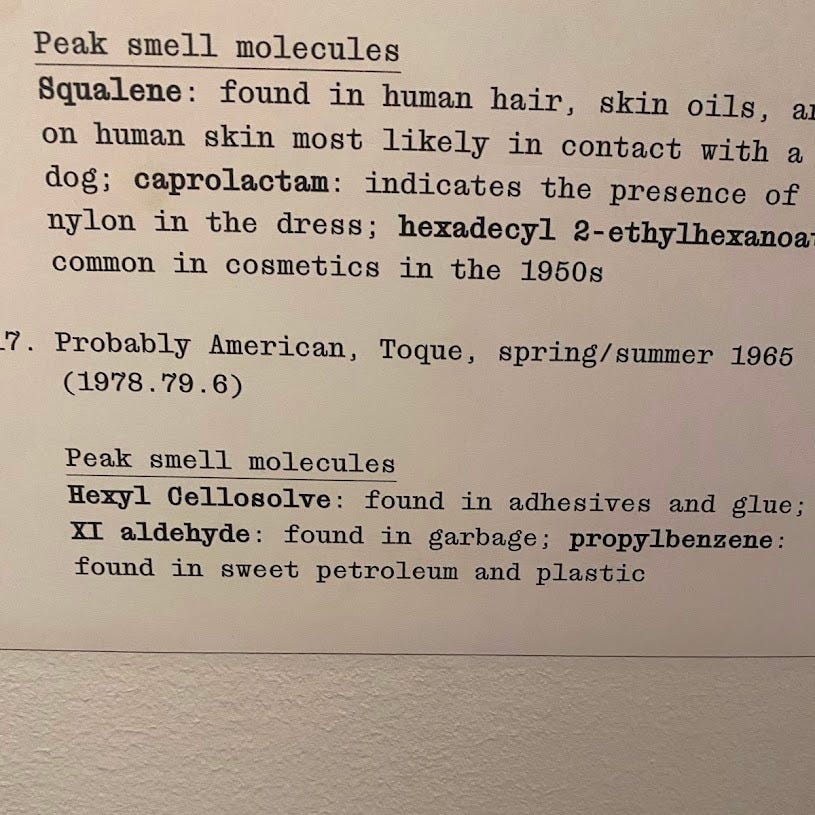 Peak smell molecules
Squalene: found in human hair, skin oils,
on human skin most likely in contact with a
dog; caprolactam: indicates the presence of
nylon in the dress; hexadecyl
common in cosmetics in the 1950s
7. Probably American, Toque, spring/summer 1965
(1978.79.6)
Peak smell molecules
Hexyl Cellosolve: found in adhesives and glue;
XI aldehyde: found in garbage; propylbenzene:
found in sweet petroleum and plastic